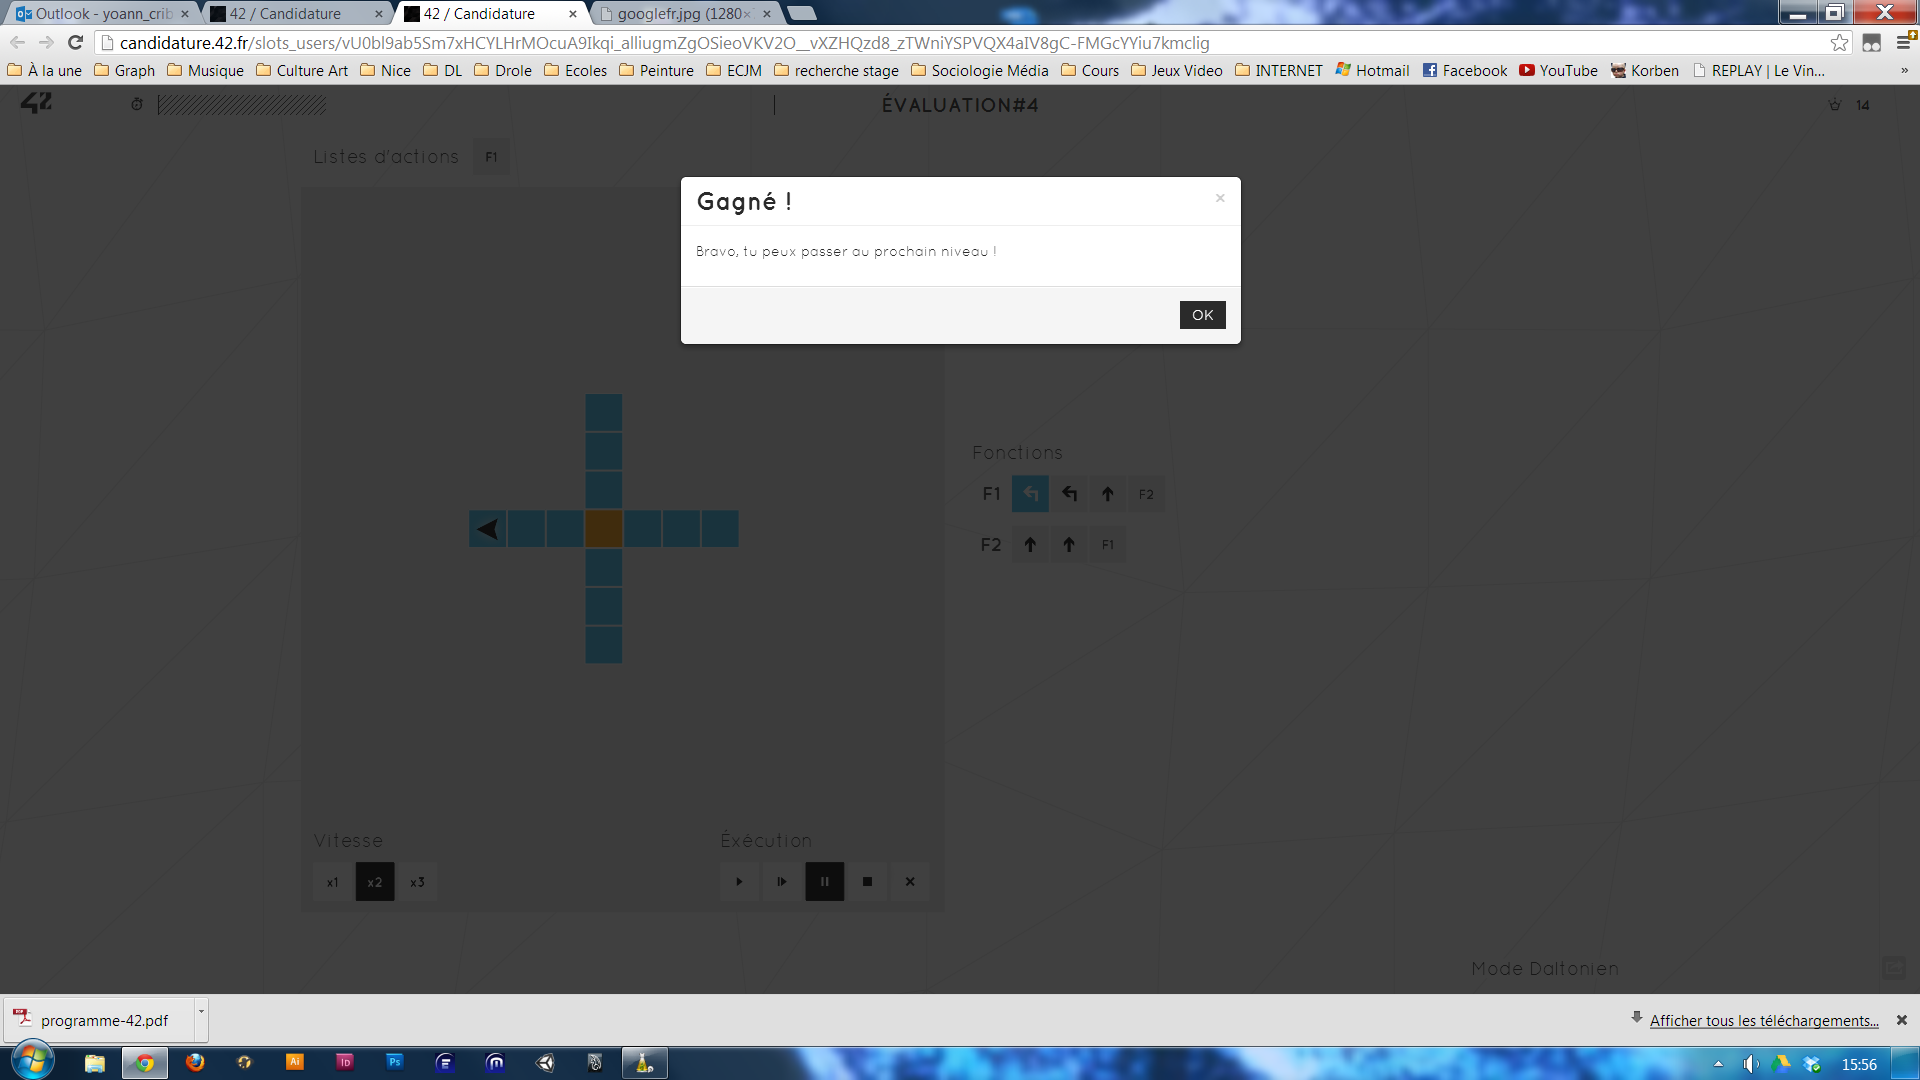 Outlook - yoann_crib
42 / Candidature
42 / Candidature
googlefr.jpg (1280×
candidature.42.fr/slots_users/vU0bl9ab5Sm7xHCYLHrMOcuA9Ikqi_alliugmZgOSieoVKV2O__vXZHQzd8_zTWniYSPVQX4aIV8gC-FMGcYYiu7kmclig
À la une Graph Musique Culture Art Nice DL Drole Ecoles Peinture ECJM recherche stage Sociologie Média Cours Jeux Video INTERNET Hotmail Facebook YouTube Korben REPLAY | Le Vin... »
42
ÉVALUATION#4
14
Listes d'actions F1
Gagné !
Bravo, tu peux passer au prochain niveau !
OK
Fonctions
F1 F2
F2 F1
Vitesse
x1 x2 x3
Éxécution
Mode Daltonien
programme-42.pdf
Afficher tous les téléchargements...
Ai Id Ps
15:56